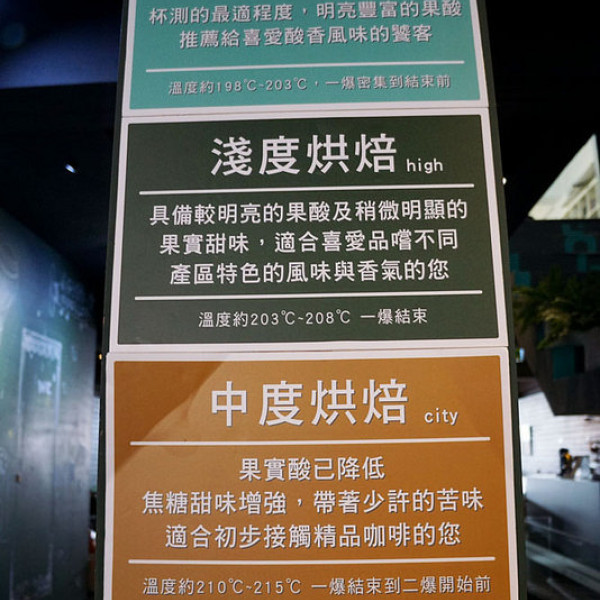 杯測的最適程度，明亮豐富的果酸
推薦給喜愛酸香風味的饕客
溫度約198℃~203℃，一爆密集到結束前
淺度烘焙 high
具備較明亮的果酸及稍微明顯的
果實甜味，適合喜愛品嚐不同
產區特色的風味與香氣的您
溫度約203℃~208℃ 一爆結束
中度烘焙 city
果實酸已降低
焦糖甜味增強，帶著少許的苦味
適合初步接觸精品咖啡的您
溫度約210℃~215℃ 一爆結束到二爆開始前